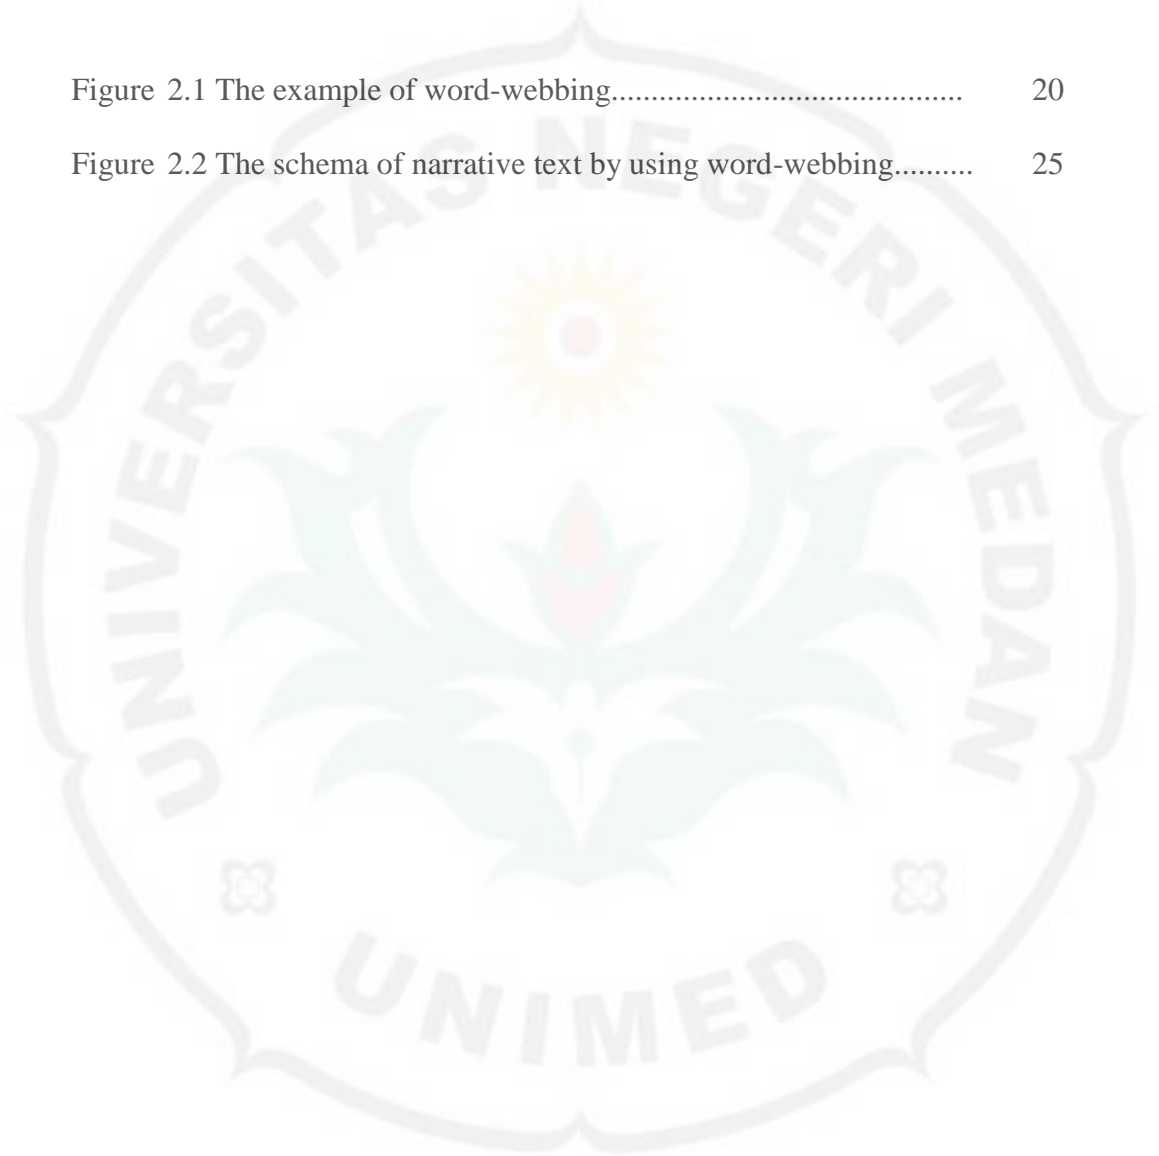 Figure 2.1 The example of word-webbing............................................ 20
Figure 2.2 The schema of narrative text by using word-webbing.......... 25
UNIVERSITAS NEGERI MEDAN
UNIMED